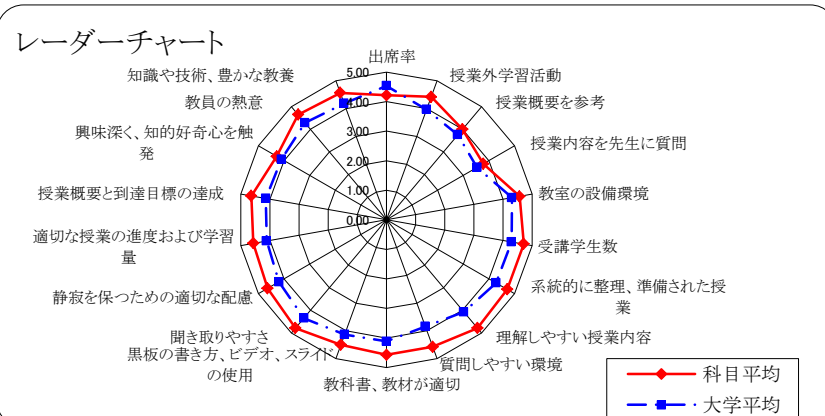 レーダーチャート
出席率
授業外学習活動
授業概要を参考
授業内容を先生に質問
教室の設備環境
受講学生数
系統的に整理、準備された授
業
理解しやすい授業内容
質問しやすい環境
教科書、教材が適切
黒板の書き方、ビデオ、スライド
の使用
聞き取りやすさ
静寂を保つための適切な配慮
適切な授業の進度および学習
量
授業概要と到達目標の達成
興味深く、知的好奇心を触
発
教員の熱意
知識や技術、豊かな教養
5.00
4.00
3.00
2.00
1.00
0.00
科目平均
大学平均